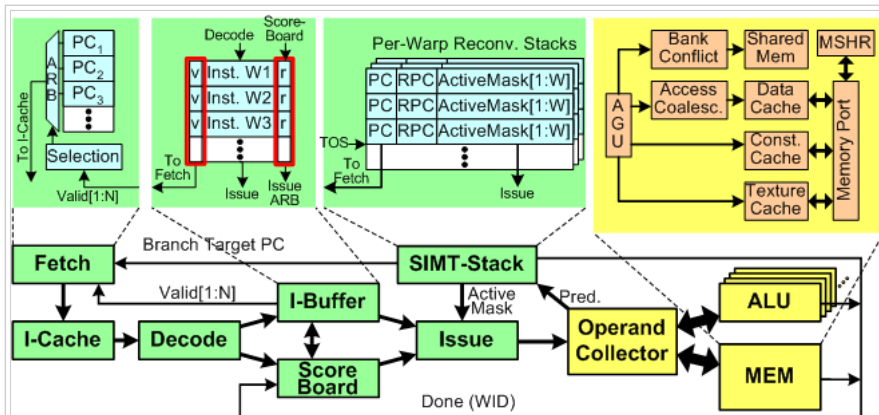 PC1
PC2
PC3
A
R
B
To I-Cache
Selection
Valid[1:N]
To
Fetch
Decode
Score-
Board
v Inst. W1 r
v Inst. W2 r
v Inst. W3 r
Issue
Issue
ARB
Per-Warp Reconv. Stacks
PC RPC ActiveMask[1:W]
PC RPC ActiveMask[1:W]
PC RPC ActiveMask[1:W]
TOS
To
Fetch
Issue
A
G
U
Bank
Conflict
Shared
Mem
MSHR
Access
Coalesc.
Data
Cache
Const.
Cache
Texture
Cache
Memory Port
Branch Target PC
Fetch
Valid[1:N]
I-Cache
Decode
I-Buffer
Score
Board
SIMT-Stack
Active
Mask
Issue
Pred.
Operand
Collector
ALU
MEM
Done (WID)